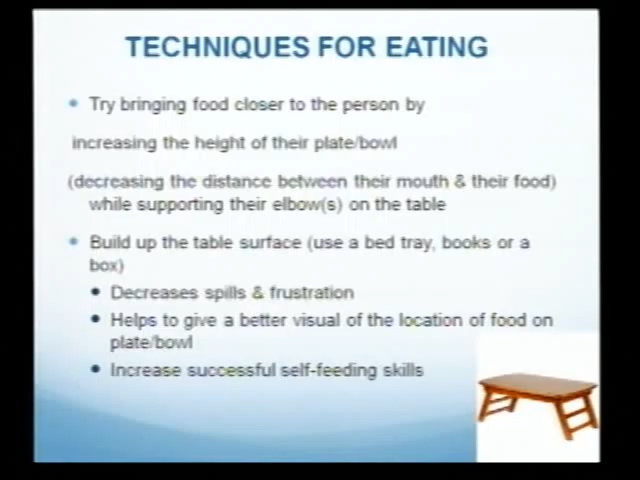 TECHNIQUES FOR EATING
• Try bringing food closer to the person by
increasing the height of their plate/bowl
(decreasing the distance between their mouth & their food)
while supporting their elbow(s) on the table
• Build up the table surface (use a bed tray, books or a
box)
• Decreases spills & frustration
• Helps to give a better visual of the location of food on
plate/bowl
• Increase successful self-feeding skills